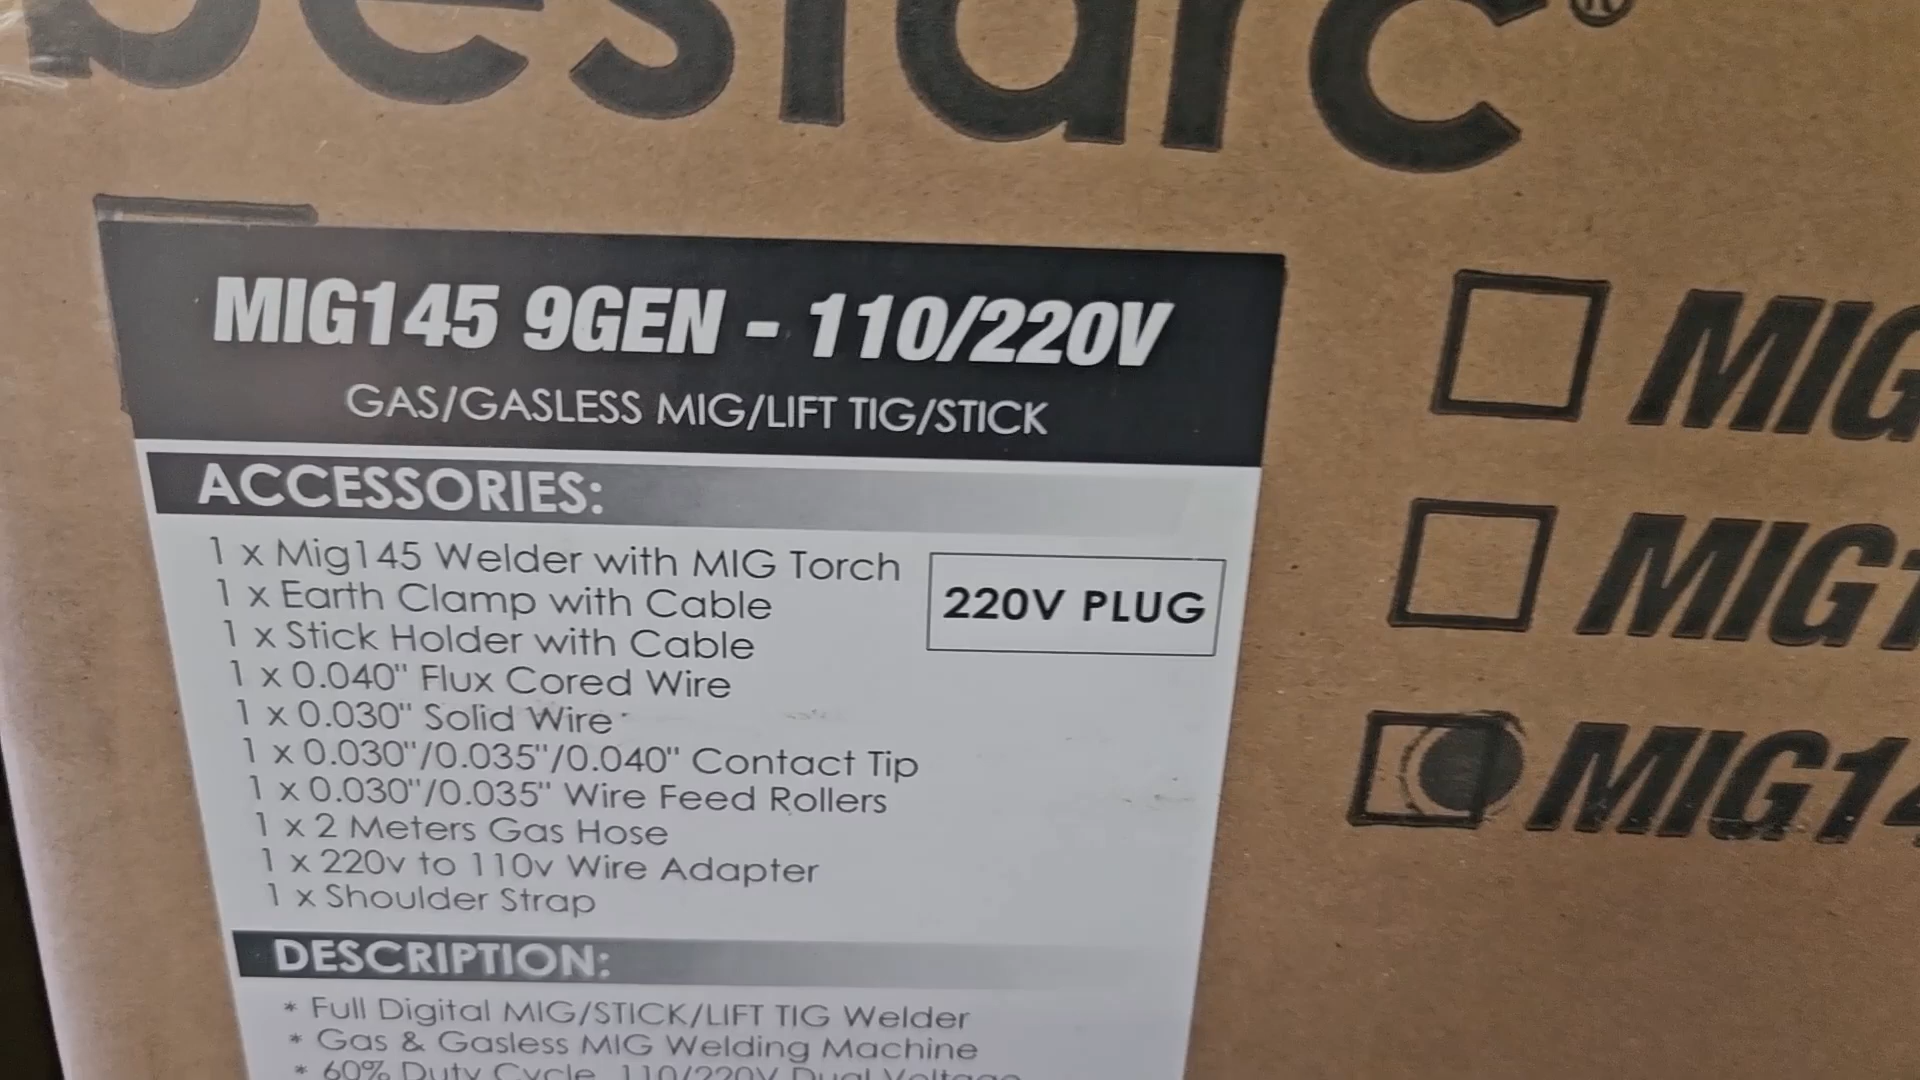 bestarc®
MIG145 9GEN - 110/220V
GAS/GASLESS MIG/LIFT TIG/STICK
ACCESSORIES:
1 x Mig145 Welder with MIG Torch
1 x Earth Clamp with Cable
1 x Stick Holder with Cable
1 x 0.040" Flux Cored Wire
1 x 0.030" Solid Wire
1 x 0.030"/0.035"/0.040" Contact Tip
1 x 0.030"/0.035" Wire Feed Rollers
1 x 2 Meters Gas Hose
1 x 220v to 110v Wire Adapter
1 x Shoulder Strap
220V PLUG
DESCRIPTION:
* Full Digital MIG/STICK/LIFT TIG Welder
* Gas & Gasless MIG Welding Machine
* 60% Duty Cycle, 110/220V Dual Voltage
MIG
MIG1
MIG14